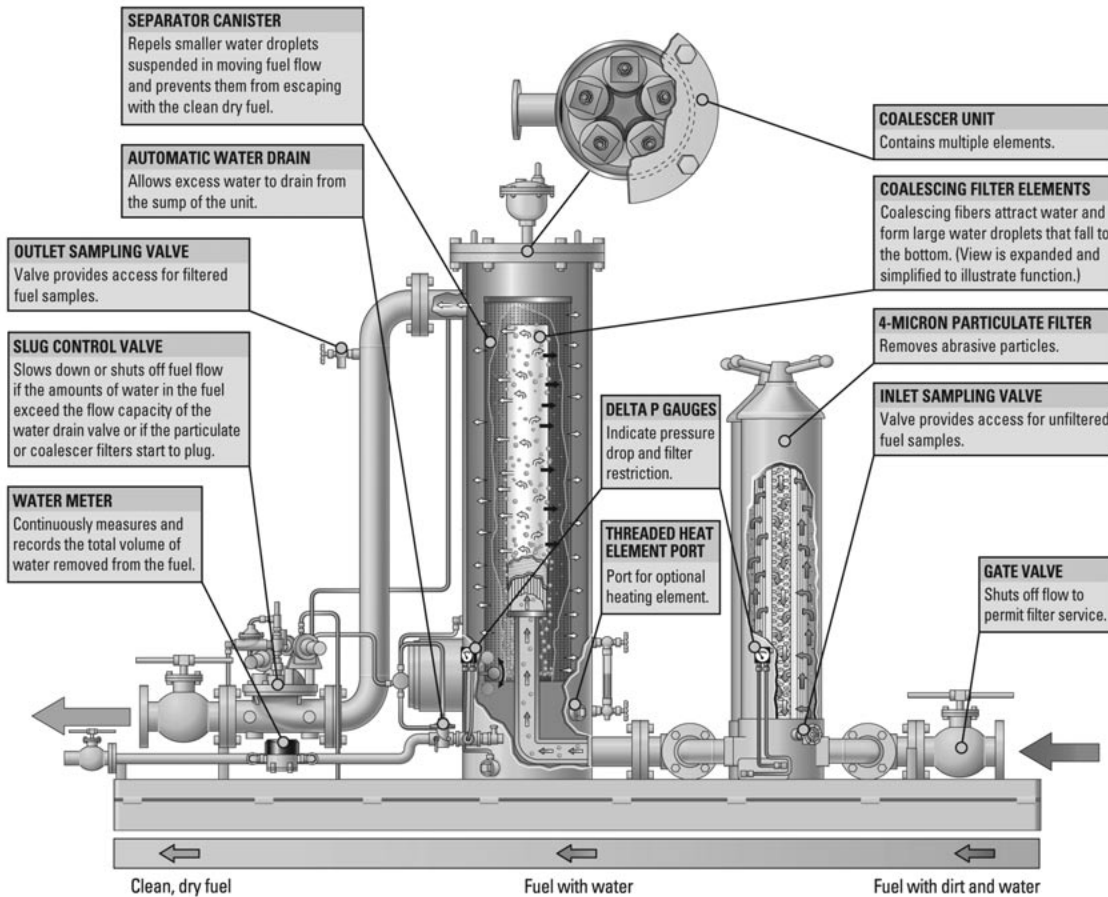 SEPARATOR CANISTER
Repels smaller water droplets
suspended in moving fuel flow
and prevents them from escaping
with the clean dry fuel.
AUTOMATIC WATER DRAIN
Allows excess water to drain from
the sump of the unit.
OUTLET SAMPLING VALVE
Valve provides access for filtered
fuel samples.
SLUG CONTROL VALVE
Slows down or shuts off fuel flow
if the amounts of water in the fuel
exceed the flow capacity of the
water drain valve or if the particulate
or coalescer filters start to plug.
WATER METER
Continuously measures and
records the total volume of
water removed from the fuel.
DELTA P GAUGES
Indicate pressure
drop and filter
restriction.
THREADED HEAT
ELEMENT PORT
Port for optional
heating element.
COALESCER UNIT
Contains multiple elements.
COALESCING FILTER ELEMENTS
Coalescing fibers attract water and
form large water droplets that fall to
the bottom. (View is expanded and
simplified to illustrate function.)
4-MICRON PARTICULATE FILTER
Removes abrasive particles.
INLET SAMPLING VALVE
Valve provides access for unfiltered
fuel samples.
GATE VALVE
Shuts off flow to
permit filter service.
Clean, dry fuel
Fuel with water
Fuel with dirt and water